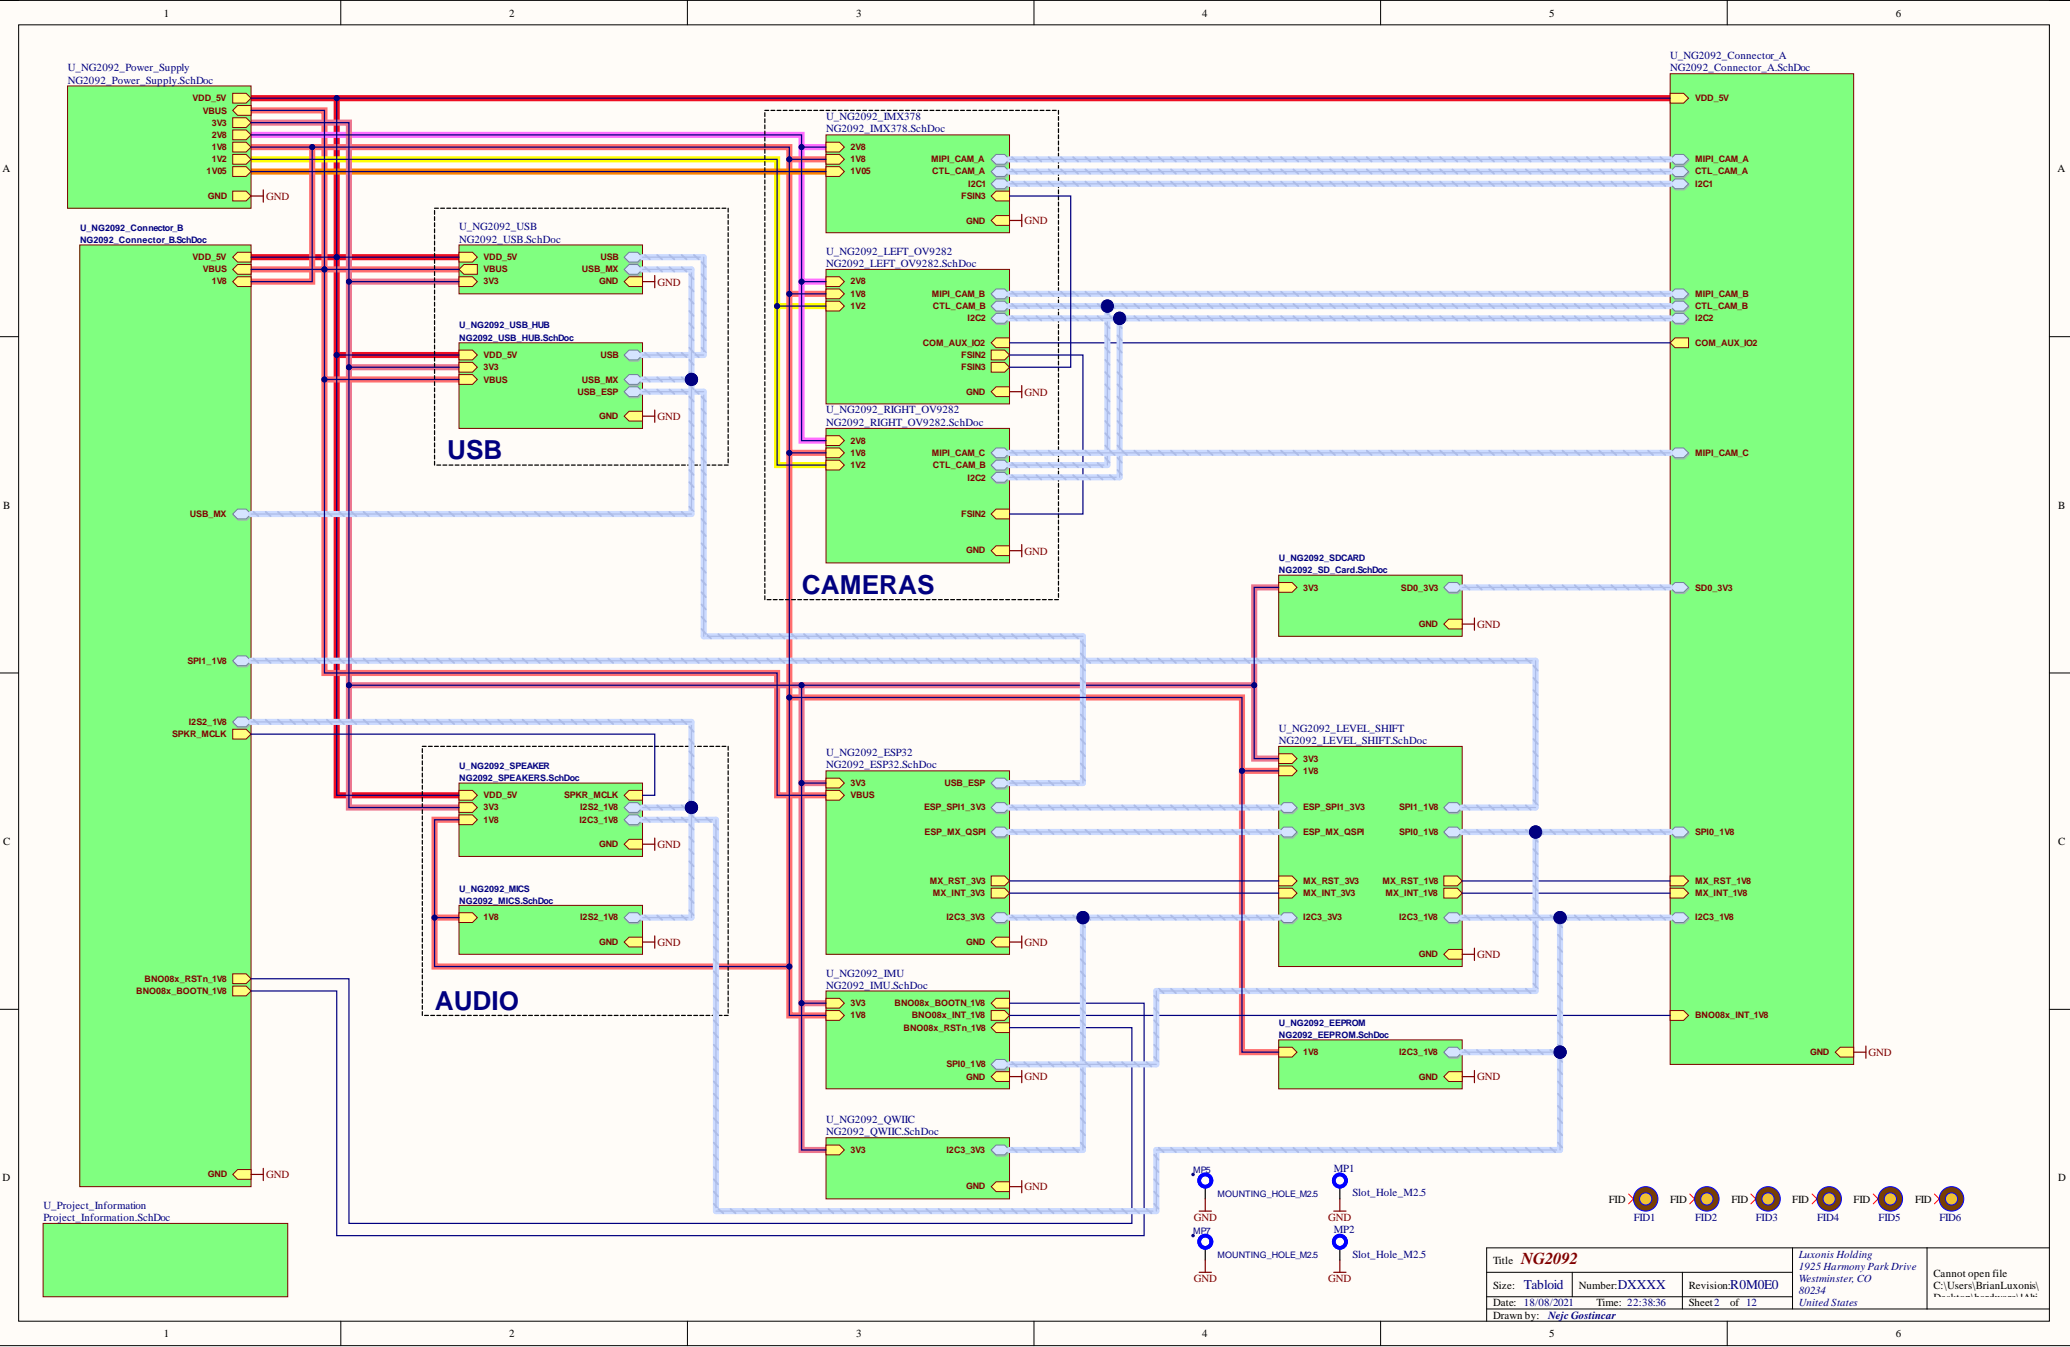 1 2 3 4 5 6
A A
B B
C C
D D
U_NG2092_Power_Supply
NG2092_Power_Supply.SchDoc
VDD_5V
VBUS
3V3
2V8
1V8
1V2
1V05
GND GND
U_NG2092_Connector_B
NG2092_Connector_B.SchDoc
VDD_5V
VBUS
1V8
USB_MX
SPI1_1V8
I2S2_1V8
SPKR_MCLK
BNO08x_RSTn_1V8
BNO08x_BOOTN_1V8
GND GND
U_Project_Information
Project_Information.SchDoc
U_NG2092_USB
NG2092_USB.SchDoc
VDD_5V USB
VBUS USB_MX
3V3 GND GND
U_NG2092_USB_HUB
NG2092_USB_HUB.SchDoc
VDD_5V USB
3V3
VBUS USB_MX
USB_ESP
GND GND
USB
U_NG2092_SPEAKER
NG2092_SPEAKERS.SchDoc
VDD_5V SPKR_MCLK
3V3 I2S2_1V8
1V8 I2C3_1V8
GND GND
U_NG2092_MICS
NG2092_MICS.SchDoc
1V8 I2S2_1V8
GND GND
AUDIO
U_NG2092_IMX378
NG2092_IMX378.SchDoc
2V8
1V8 MIPI_CAM_A
1V05 CTL_CAM_A
I2C1
FSIN3
GND GND
U_NG2092_LEFT_OV9282
NG2092_LEFT_OV9282.SchDoc
2V8
1V8 MIPI_CAM_B
1V2 CTL_CAM_B
I2C2
COM_AUX_IO2
FSIN2
FSIN3
GND GND
U_NG2092_RIGHT_OV9282
NG2092_RIGHT_OV9282.SchDoc
2V8
1V8 MIPI_CAM_C
1V2 CTL_CAM_B
I2C2
FSIN2
GND GND
CAMERAS
U_NG2092_ESP32
NG2092_ESP32.SchDoc
3V3 USB_ESP
VBUS
ESP_SPI1_3V3
ESP_MX_QSPI
MX_RST_3V3
MX_INT_3V3
I2C3_3V3
GND GND
U_NG2092_IMU
NG2092_IMU.SchDoc
3V3 BNO08x_BOOTN_1V8
1V8 BNO08x_INT_1V8
BNO08x_RSTn_1V8
SPI0_1V8
GND GND
U_NG2092_QWIIC
NG2092_QWIIC.SchDoc
3V3 I2C3_3V3
GND GND
U_NG2092_SDCARD
NG2092_SD_Card.SchDoc
3V3 SD0_3V3
GND GND
U_NG2092_LEVEL_SHIFT
NG2092_LEVEL_SHIFT.SchDoc
3V3
1V8
ESP_SPI1_3V3 SPI1_1V8
ESP_MX_QSPI SPI0_1V8
MX_RST_3V3 MX_RST_1V8
MX_INT_3V3 MX_INT_1V8
I2C3_3V3 I2C3_1V8
GND GND
U_NG2092_EEPROM
NG2092_EEPROM.SchDoc
1V8 I2C3_1V8
GND GND
U_NG2092_Connector_A
NG2092_Connector_A.SchDoc
VDD_5V
MIPI_CAM_A
CTL_CAM_A
I2C1
MIPI_CAM_B
CTL_CAM_B
I2C2
COM_AUX_IO2
MIPI_CAM_C
SD0_3V3
SPI0_1V8
MX_RST_1V8
MX_INT_1V8
I2C3_1V8
BNO08x_INT_1V8
GND GND
MP5 MP1
MOUNTING_HOLE_M2.5 Slot_Hole_M2.5
GND GND
MP7 MP2
MOUNTING_HOLE_M2.5 Slot_Hole_M2.5
GND GND
FID FID FID FID FID FID
FID1 FID2 FID3 FID4 FID5 FID6
Title NG2092
Size: Tabloid Number:DXXXX Revision:R0M0E0
Date: 18/08/2021 Time: 22:38:36 Sheet 2 of 12
Drawn by: Nejc Gostincar
Luxonis Holding
1925 Harmony Park Drive
Westminster, CO
80234
United States
Cannot open file
C:\Users\BrianLuxonis\
1 2 3 4 5 6